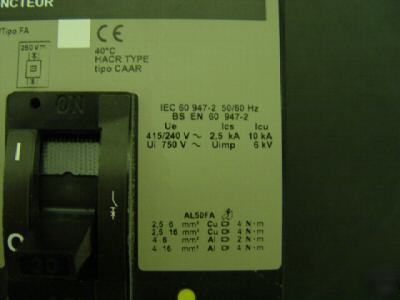 NCTEUR
/Tipo FA
250 V
CE
40°C
HACR TYPE
tipo CAAR
ON
IEC 60 947-2 50/60 Hz
BS EN 60 947-2
Ue Ics Icu
415/240 V ~ 2,5 kA 10 kA
Ui 750 V ~ Uimp 6 kV
I
AL50FA
2,5 6 mm² Cu 4 N·m
2,5 16 mm² Cu 4 N·m
4 6 mm² Al 2 N·m
4 16 mm² Al 4 N·m
O
30